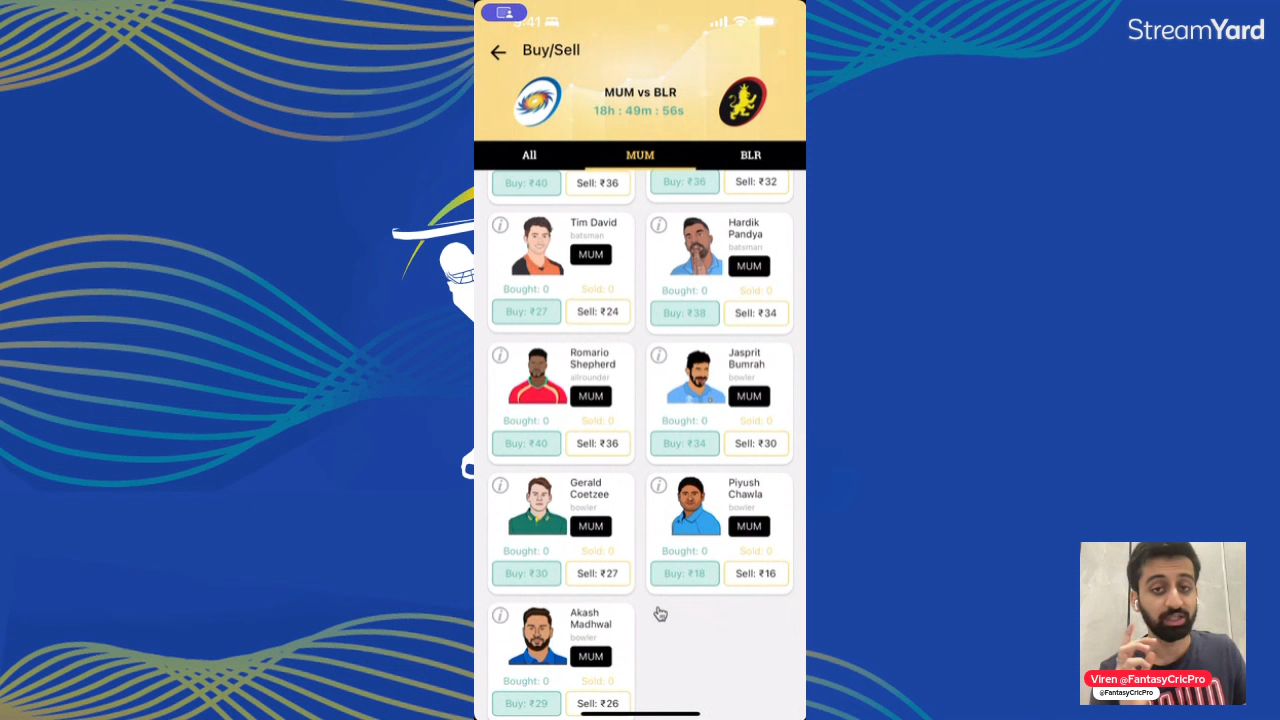 StreamYard
9:41
Buy/Sell
MUM vs BLR
18h : 49m : 56s
All
MUM
BLR
Buy: ₹40
Sell: ₹36
Buy: ₹36
Sell: ₹32
Tim David
batsman
MUM
Bought: 0
Sold: 0
Buy: ₹27
Sell: ₹24
Hardik
Pandya
batsman
MUM
Bought: 0
Sold: 0
Buy: ₹38
Sell: ₹34
Romario
Shepherd
allrounder
MUM
Bought: 0
Sold: 0
Buy: ₹40
Sell: ₹36
Jasprit
Bumrah
bowler
MUM
Bought: 0
Sold: 0
Buy: ₹34
Sell: ₹30
Gerald
Coetzee
bowler
MUM
Bought: 0
Sold: 0
Buy: ₹30
Sell: ₹27
Piyush
Chawla
bowler
MUM
Bought: 0
Sold: 0
Buy: ₹18
Sell: ₹16
Akash
Madhwal
bowler
MUM
Bought: 0
Sold: 0
Buy: ₹29
Sell: ₹26
Viren @FantasyCricPro
@FantasyCricPro